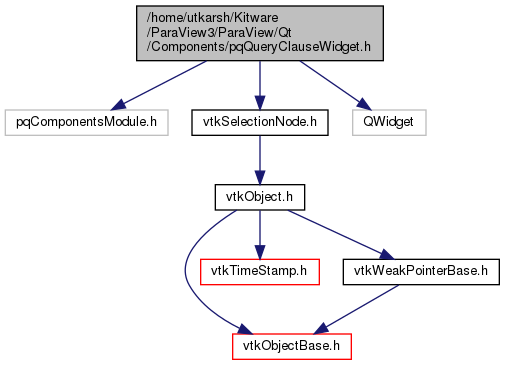 /home/utkarsh/Kitware
/ParaView3/ParaView/Qt
/Components/pqQueryClauseWidget.h
pqComponentsModule.h
vtkSelectionNode.h
QWidget
vtkObject.h
vtkTimeStamp.h
vtkWeakPointerBase.h
vtkObjectBase.h